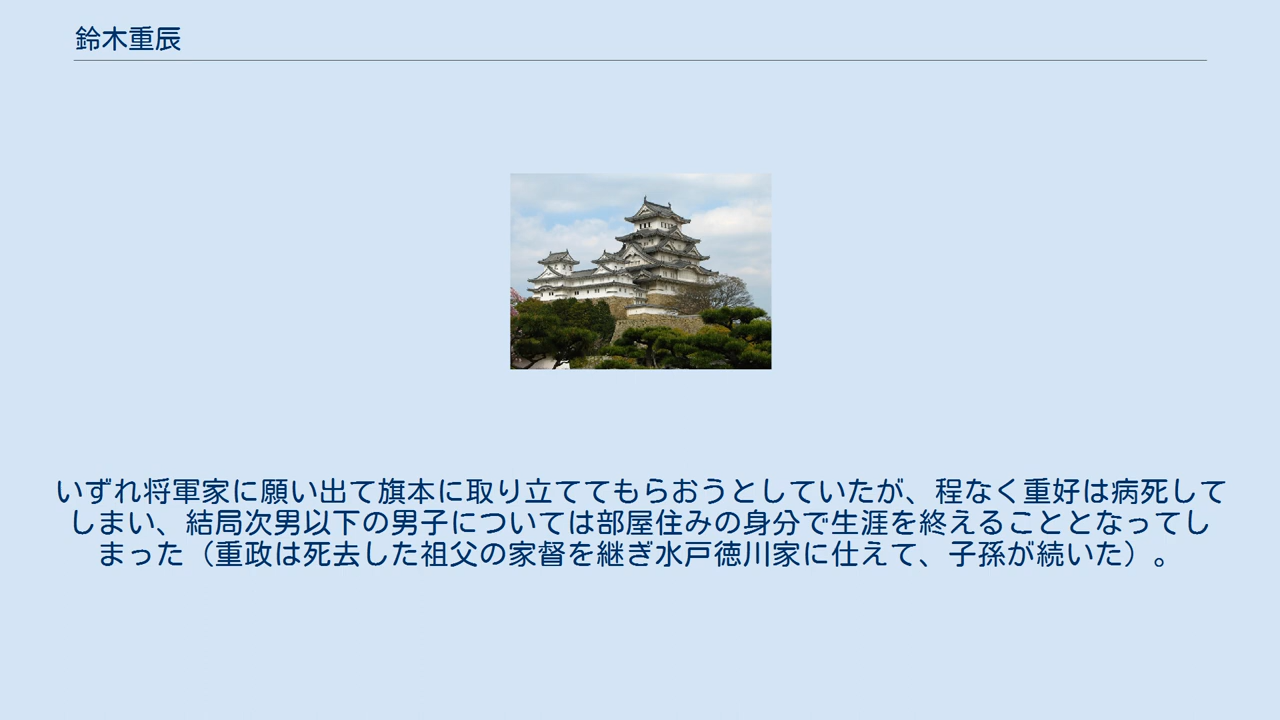 鈴木重辰
いずれ将軍家に願い出て旗本に取り立ててもらおうとしていたが、程なく重好は病死して
しまい、結局次男以下の男子については部屋住みの身分で生涯を終えることとなってし
まった（重政は死去した祖父の家督を継ぎ水戸徳川家に仕えて、子孫が続いた）。